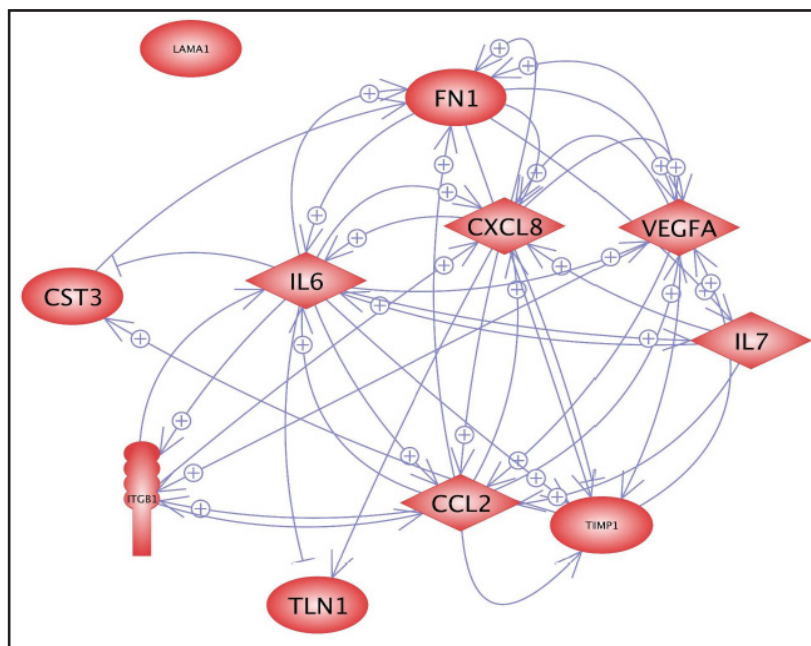 LAMA1
FN1
CXCL8
VEGFA
IL6
CST3
IL7
ITGB1
CCL2
TIMP1
TLN1